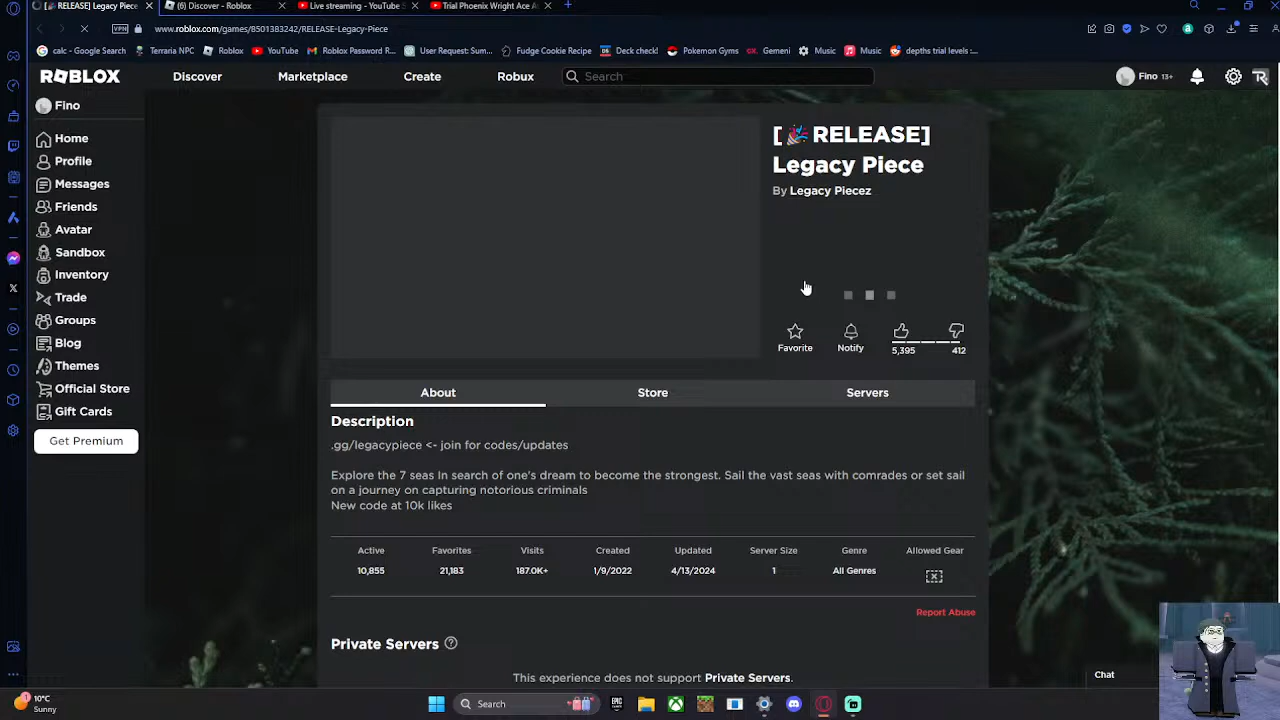 [🎉 RELEASE] Legacy Piece
(6) Discover - Roblox
Live streaming - YouTube S
Trial Phoenix Wright Ace A
VPN
www.roblox.com/games/8501383242/RELEASE-Legacy-Piece
calc - Google Search
Terraria NPC
Roblox
YouTube
Roblox Password R...
User Request: Sum...
Fudge Cookie Recipe
Deck check!
Pokemon Gyms
Gemeni
Music
Music
depths trial levels :...
ROBLOX
Discover
Marketplace
Create
Robux
Search
Fino 13+
Fino
Home
Profile
Messages
Friends
Avatar
Sandbox
Inventory
Trade
Groups
Blog
Themes
Official Store
Gift Cards
Get Premium
[🎉RELEASE]
Legacy Piece
By Legacy Piecez
Favorite
Notify
5,395
412
About
Store
Servers
Description
.gg/legacypiece <- join for codes/updates
Explore the 7 seas In search of one's dream to become the strongest. Sail the vast seas with comrades or set sail
on a journey on capturing notorious criminals
New code at 10k likes
Active
Favorites
Visits
Created
Updated
Server Size
Genre
Allowed Gear
10,855
21,183
187.0K+
1/9/2022
4/13/2024
1
All Genres
Report Abuse
Private Servers
This experience does not support Private Servers.
Chat
10°C
Sunny
Search